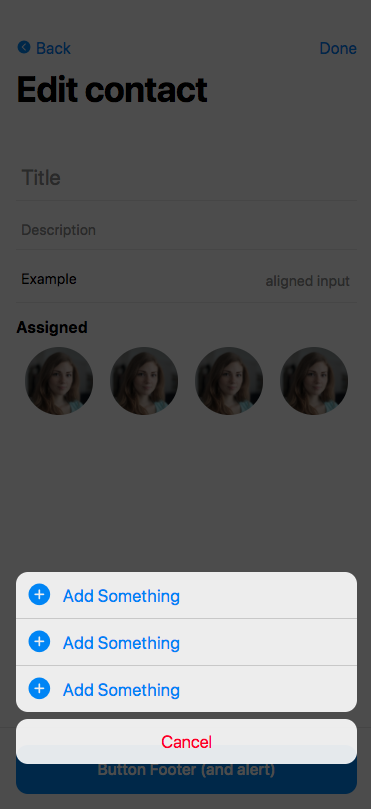 Back
Done
Edit contact
Title
Description
Example
aligned input
Assigned
Add Something
Add Something
Add Something
Cancel
Button Footer (and alert)